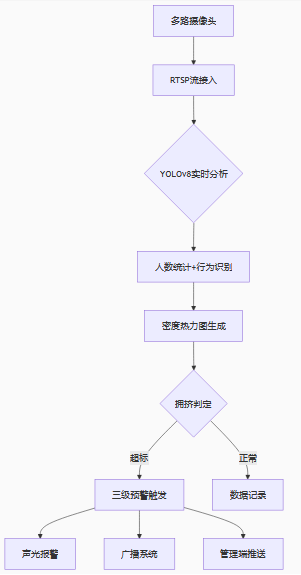 多路摄像头
RTSP流接入
YOLOv8实时分析
人数统计+行为识别
密度热力图生成
拥挤判定
超标
正常
三级预警触发
数据记录
声光报警
广播系统
管理端推送